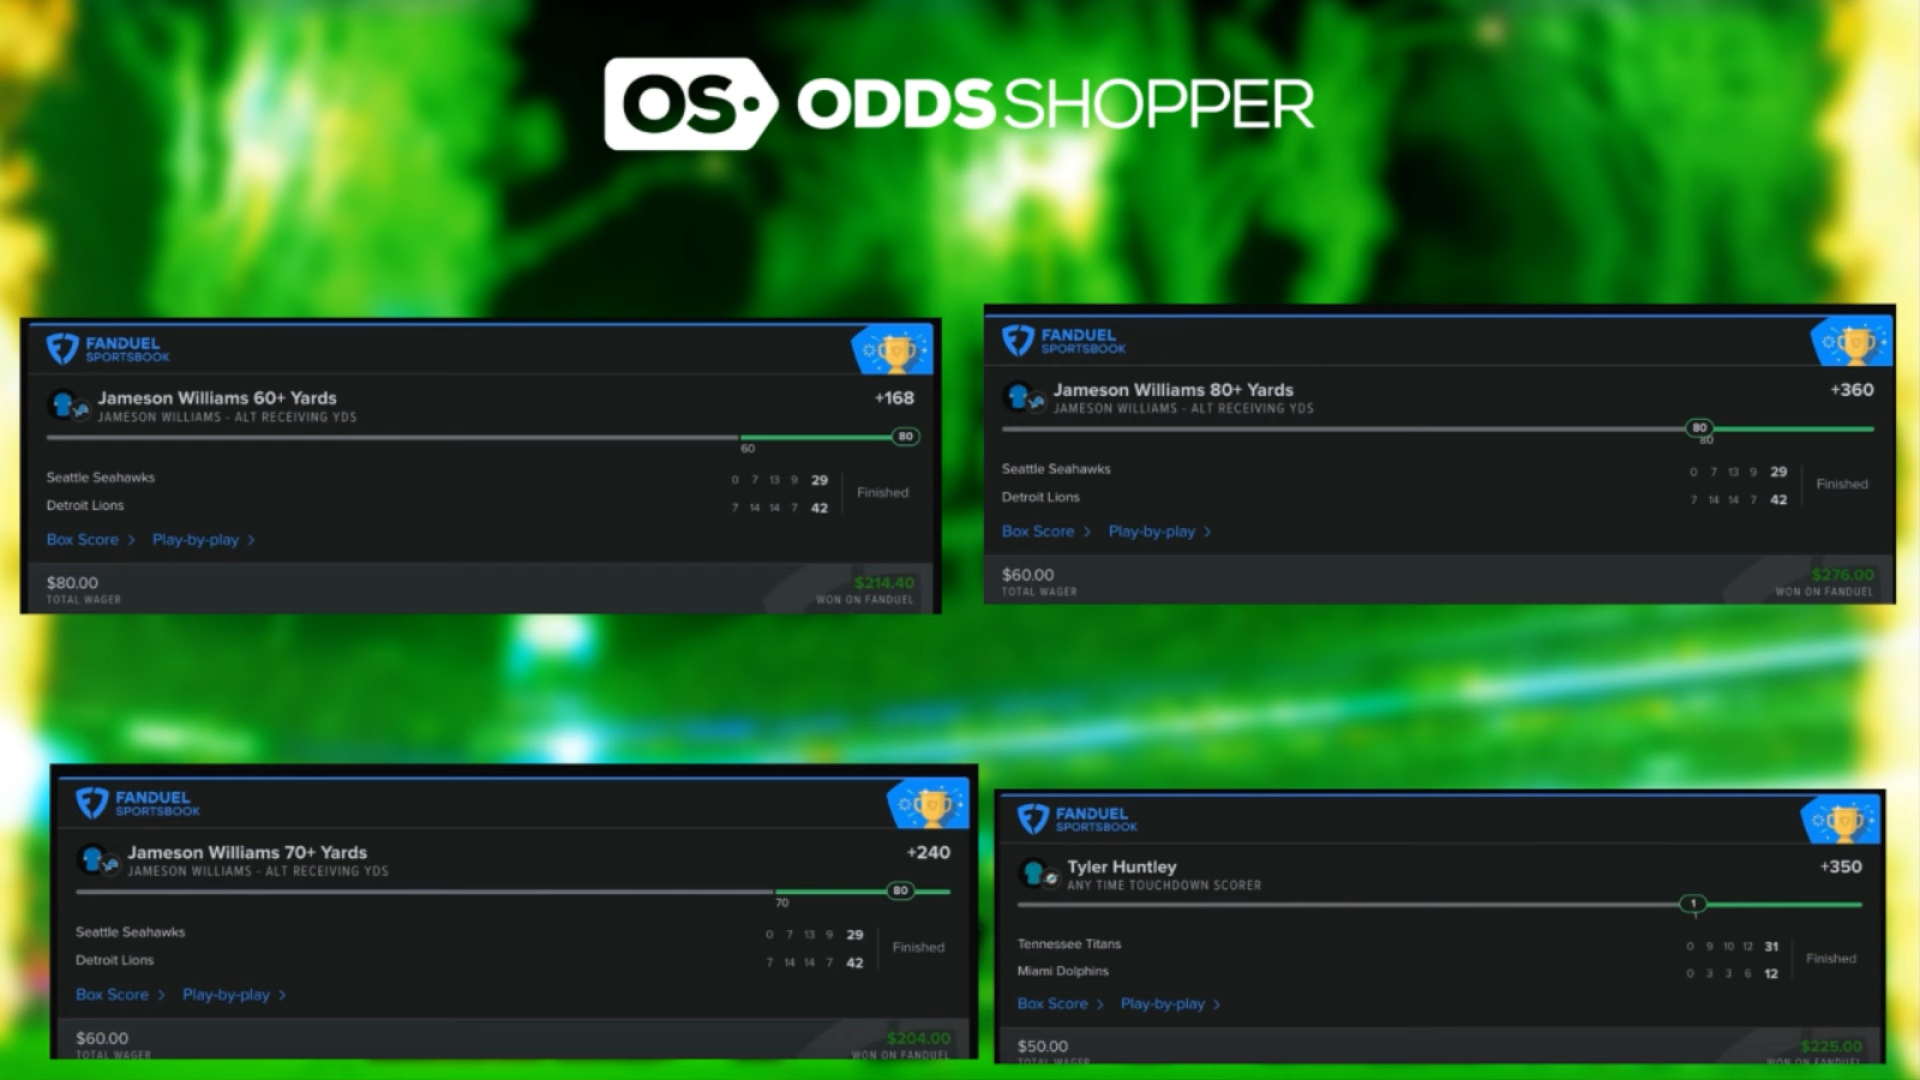 OS ODDSSHOPPER
FANDUEL
SPORTSBOOK
Jameson Williams 60+ Yards
+168
JAMESON WILLIAMS - ALT RECEIVING YDS
80
60
Seattle Seahawks 0 7 13 9 29
Finished
Detroit Lions 7 14 14 7 42
Box Score > Play-by-play >
$80.00 $214.40
TOTAL WAGER WON ON FANDUEL
FANDUEL
SPORTSBOOK
Jameson Williams 80+ Yards
+360
JAMESON WILLIAMS - ALT RECEIVING YDS
80
80
Seattle Seahawks 0 7 13 9 29
Finished
Detroit Lions 7 14 14 7 42
Box Score > Play-by-play >
$60.00 $276.00
TOTAL WAGER WON ON FANDUEL
FANDUEL
SPORTSBOOK
Jameson Williams 70+ Yards
+240
JAMESON WILLIAMS - ALT RECEIVING YDS
80
70
Seattle Seahawks 0 7 13 9 29
Finished
Detroit Lions 7 14 14 7 42
Box Score > Play-by-play >
$60.00 $204.00
TOTAL WAGER WON ON FANDUEL
FANDUEL
SPORTSBOOK
Tyler Huntley
+350
ANY TIME TOUCHDOWN SCORER
1
1
Tennessee Titans 0 9 10 12 31
Finished
Miami Dolphins 0 3 3 6 12
Box Score > Play-by-play >
$50.00 $225.00
TOTAL WAGER WON ON FANDUEL